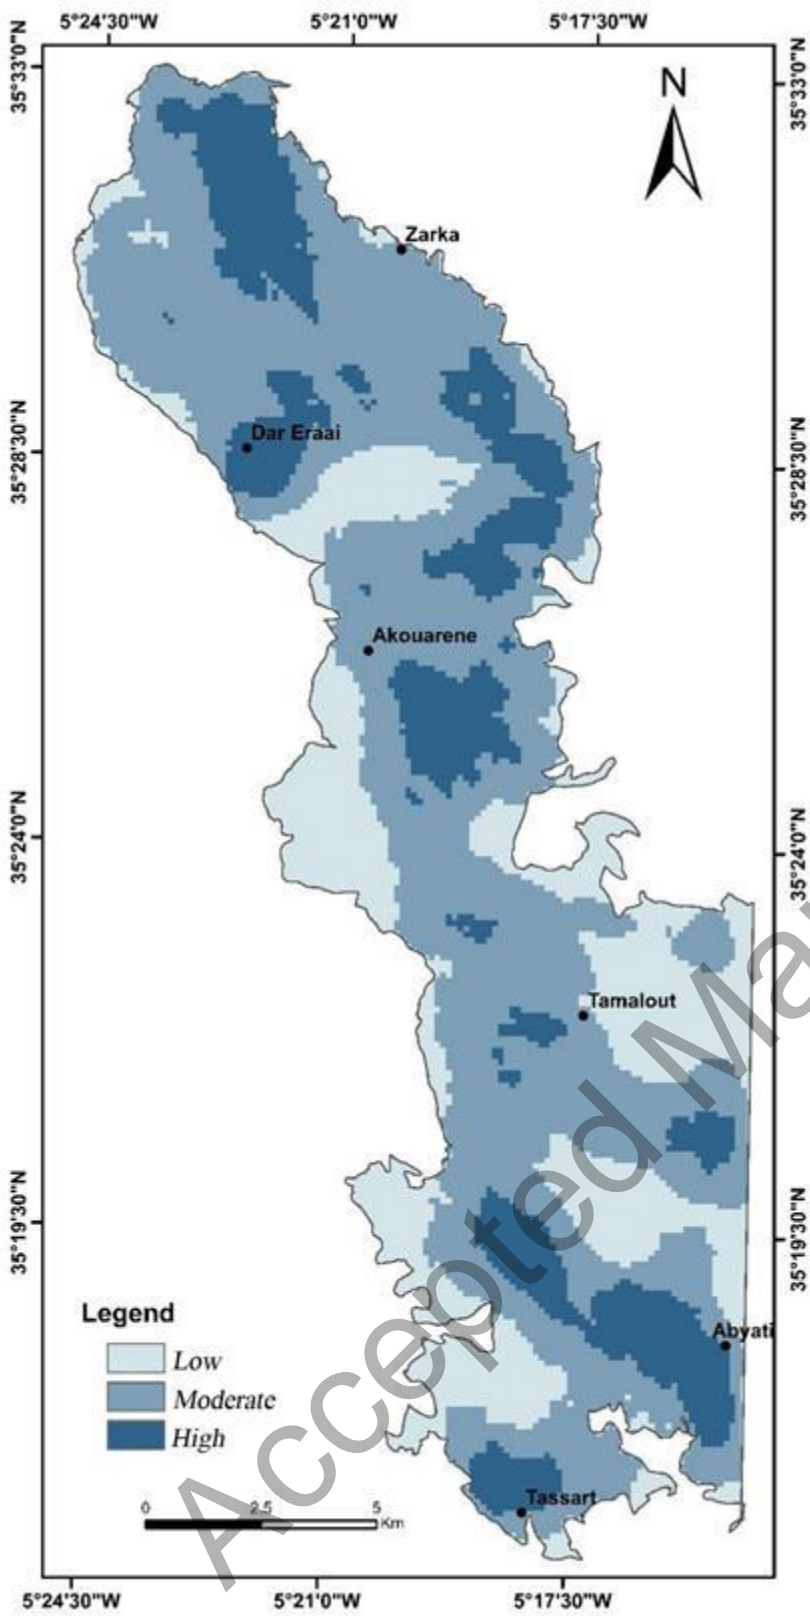 5°24'30"W 5°21'0"W 5°17'30"W
35°33'0"N
35°33'0"N
N
Zarka
Dar Eraai
35°28'30"N
35°28'30"N
Akouarene
35°24'0"N
35°24'0"N
Tamalout
35°19'30"N
35°19'30"N
Legend
Low
Moderate
High
Abyati
Tassart
0 2.5 5
Km
5°24'30"W 5°21'0"W 5°17'30"W
Accepted Ma